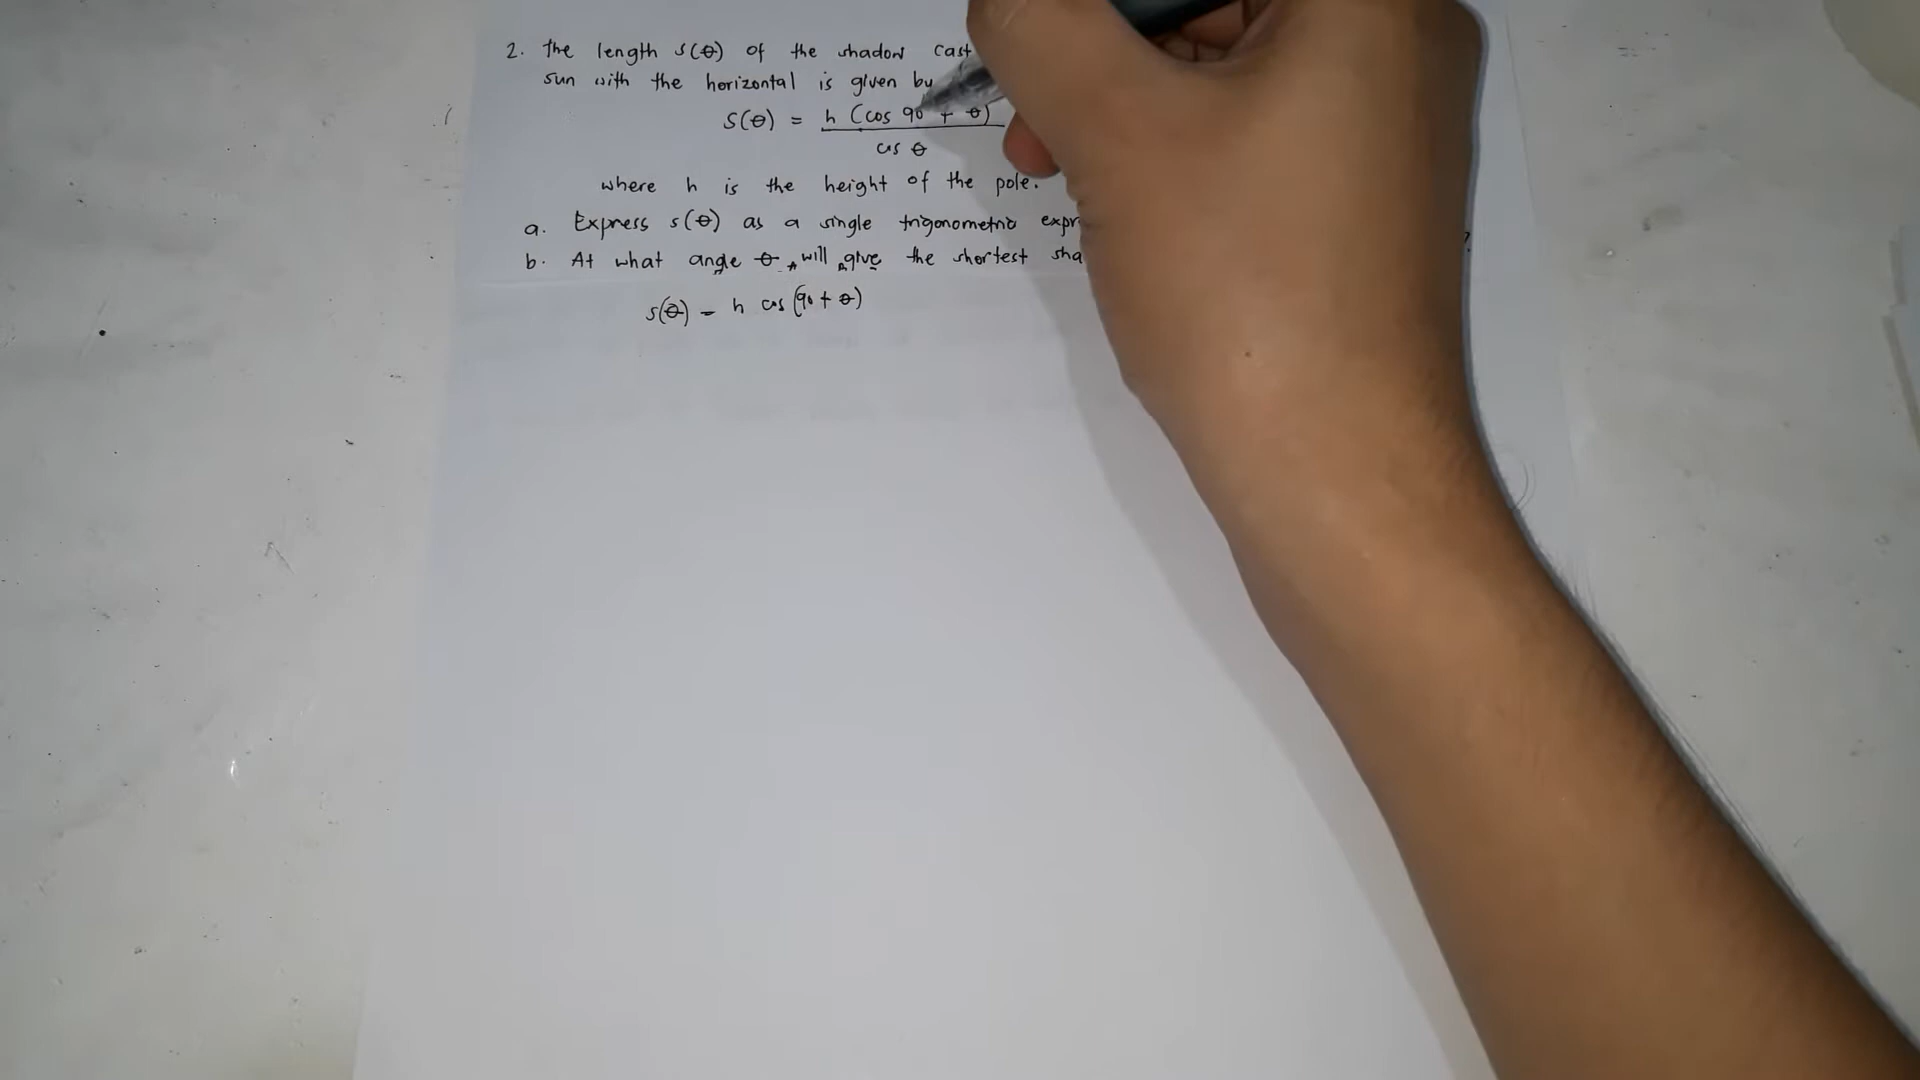 2. The length s(θ) of the shadow cast
sun with the horizontal is given by
S(θ) = h (cos 90° + θ)
cos θ
where h is the height of the pole.
a. Express s(θ) as a single trigonometric
b. At what angle θ will give the shortest
?
s(θ) = h cos (90 + θ)